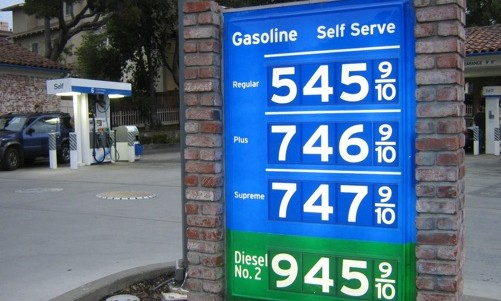 Gasoline Self Serve
Regular 545 9/10
Plus 746 9/10
Supreme 747 9/10
Diesel No. 2 945 9/10
Self